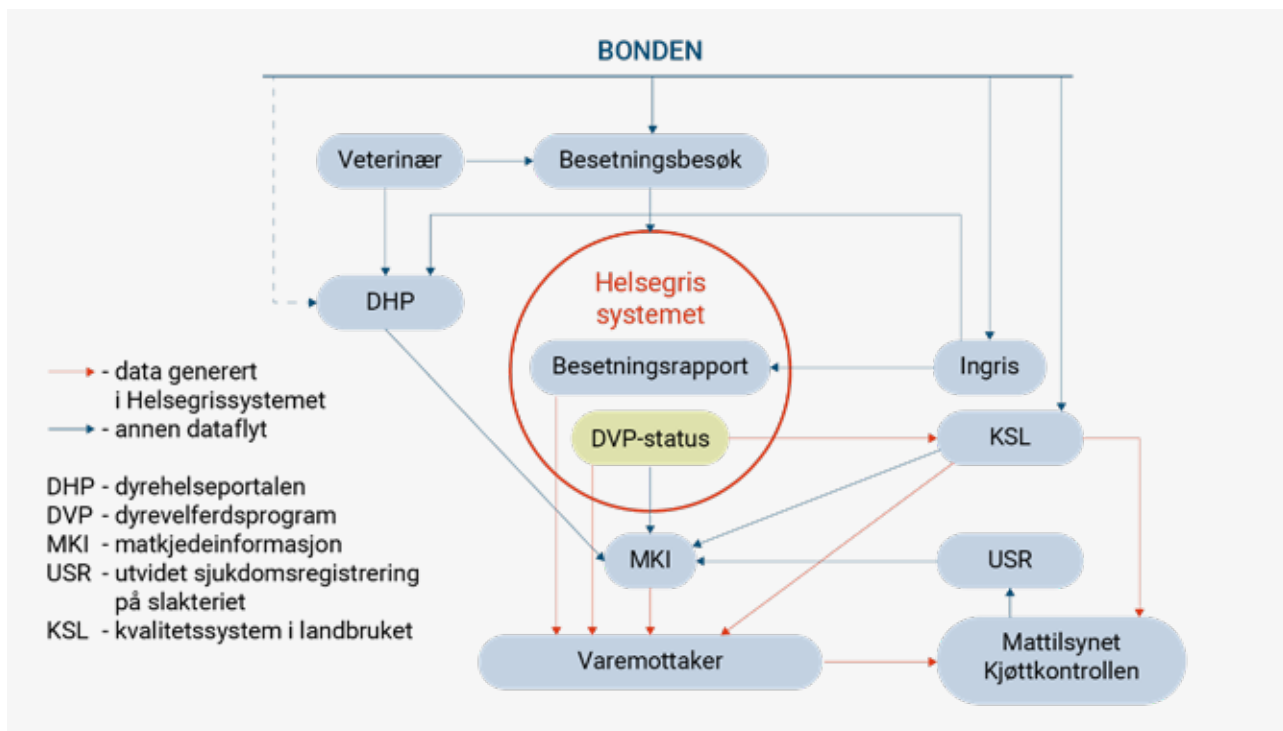 BONDEN
Veterinær
Besetningsbesøk
DHP
Helsegris
systemet
Besetningsrapport
Ingris
DVP-status
KSL
MKI
USR
Varemottaker
Mattilsynet
Kjøttkontrollen
- data generert
i Helsegrissystemet
- annen dataflyt
DHP - dyrehelseportalen
DVP - dyrevelferdsprogram
MKI - matkjedeinformasjon
USR - utvidet sjukdomsregistrering
på slakteriet
KSL - kvalitetssystem i landbruket